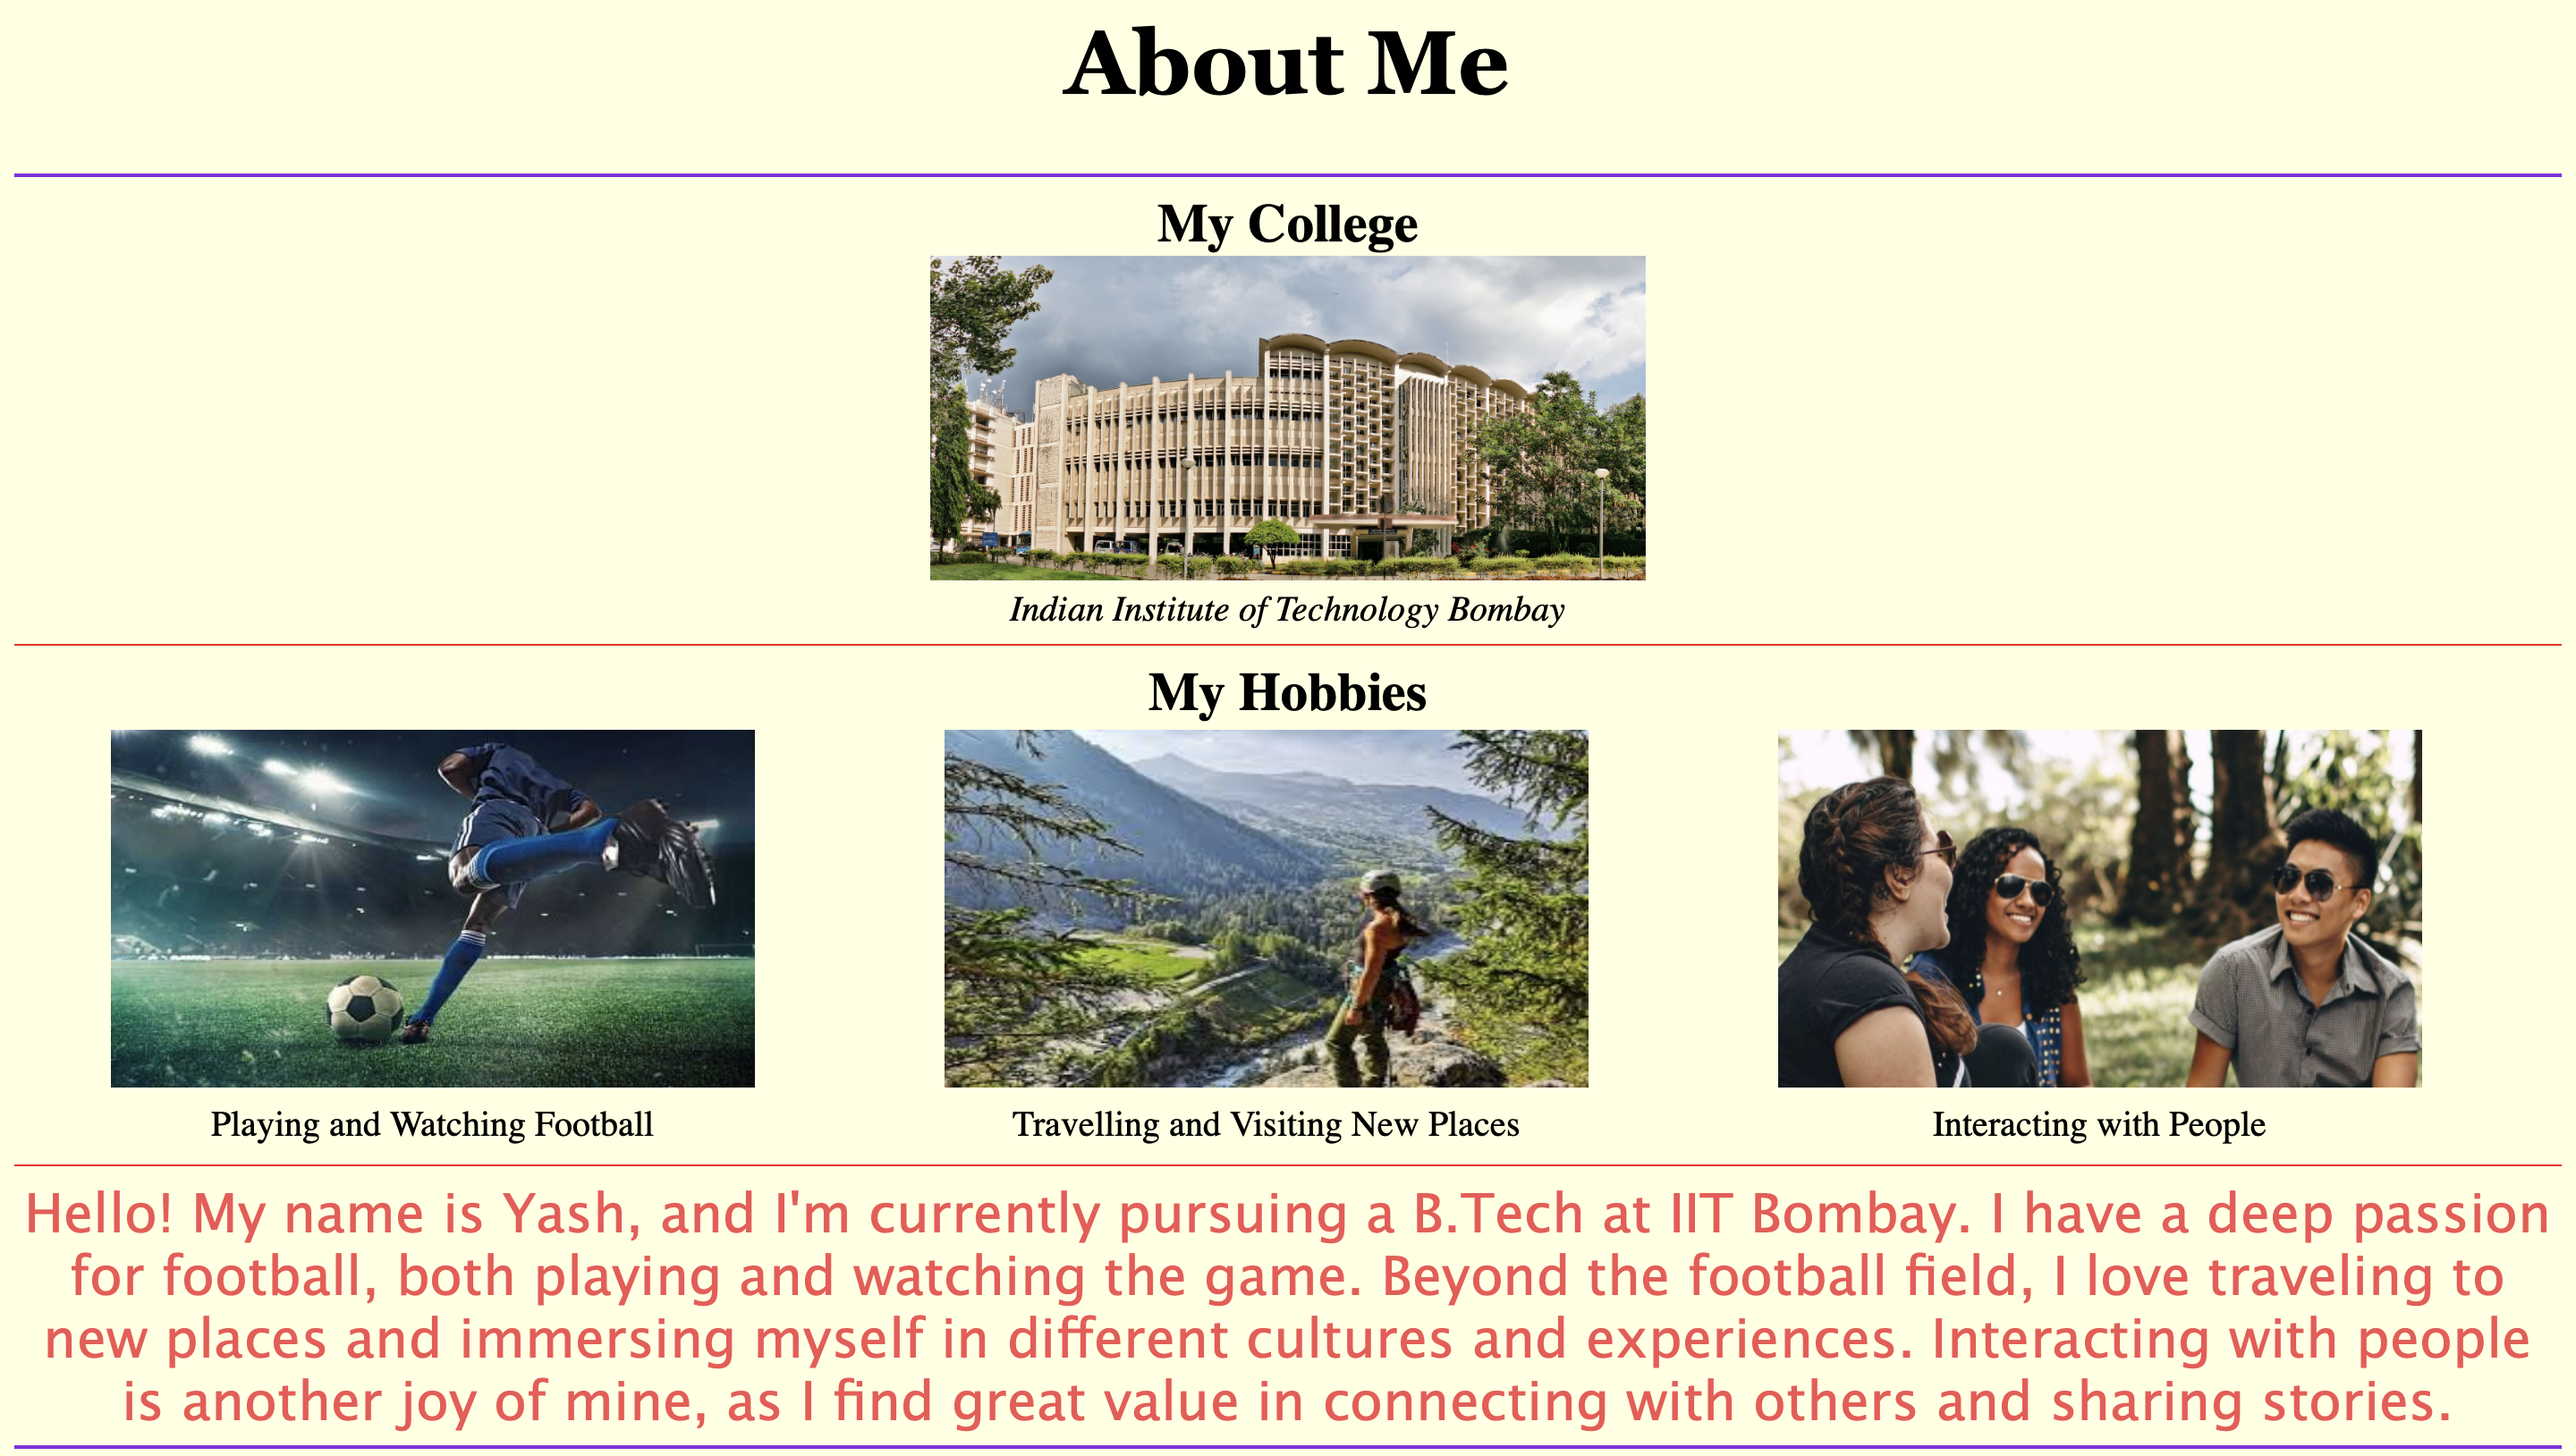 About Me
My College
Indian Institute of Technology Bombay
My Hobbies
Playing and Watching Football
Travelling and Visiting New Places
Interacting with People
Hello! My name is Yash, and I'm currently pursuing a B.Tech at IIT Bombay. I have a deep passion
for football, both playing and watching the game. Beyond the football field, I love traveling to
new places and immersing myself in different cultures and experiences. Interacting with people
is another joy of mine, as I find great value in connecting with others and sharing stories.